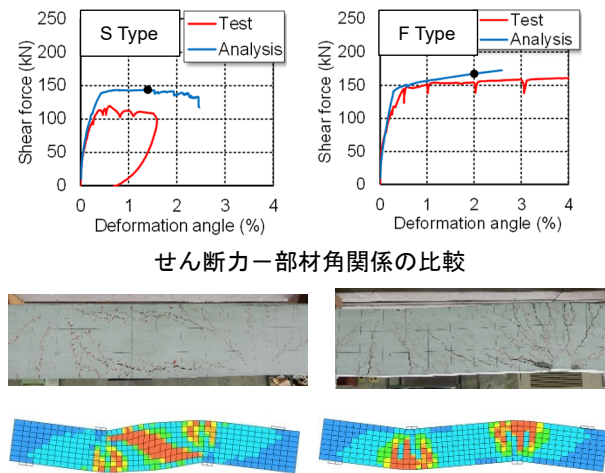 S Type
Test
Analysis
Shear force (kN)
250
200
150
100
50
0
0 1 2 3 4
Deformation angle (%)
F Type
Test
Analysis
Shear force (kN)
250
200
150
100
50
0
0 1 2 3 4
Deformation angle (%)
せん断力－部材角関係の比較